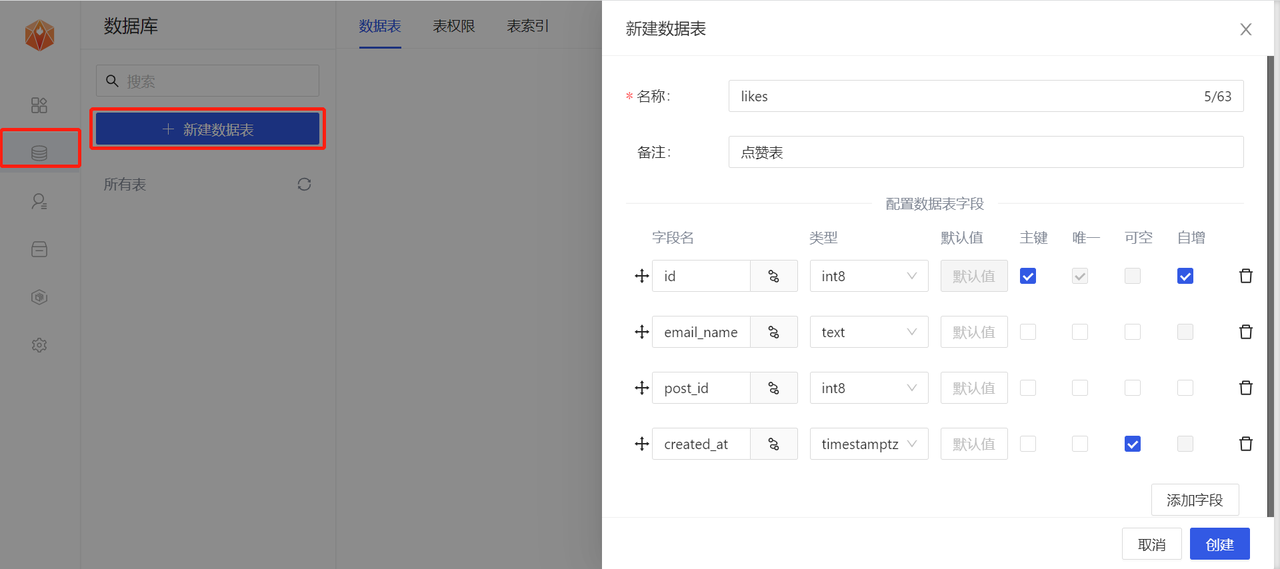 数据库
搜索
新建数据表
所有表
数据表 表权限 表索引
新建数据表
* 名称: likes 5/63
备注: 点赞表
配置数据表字段
字段名 类型 默认值 主键 唯一 可空 自增
id int8 默认值
email_name text 默认值
post_id int8 默认值
created_at timestamptz 默认值
添加字段
取消 创建